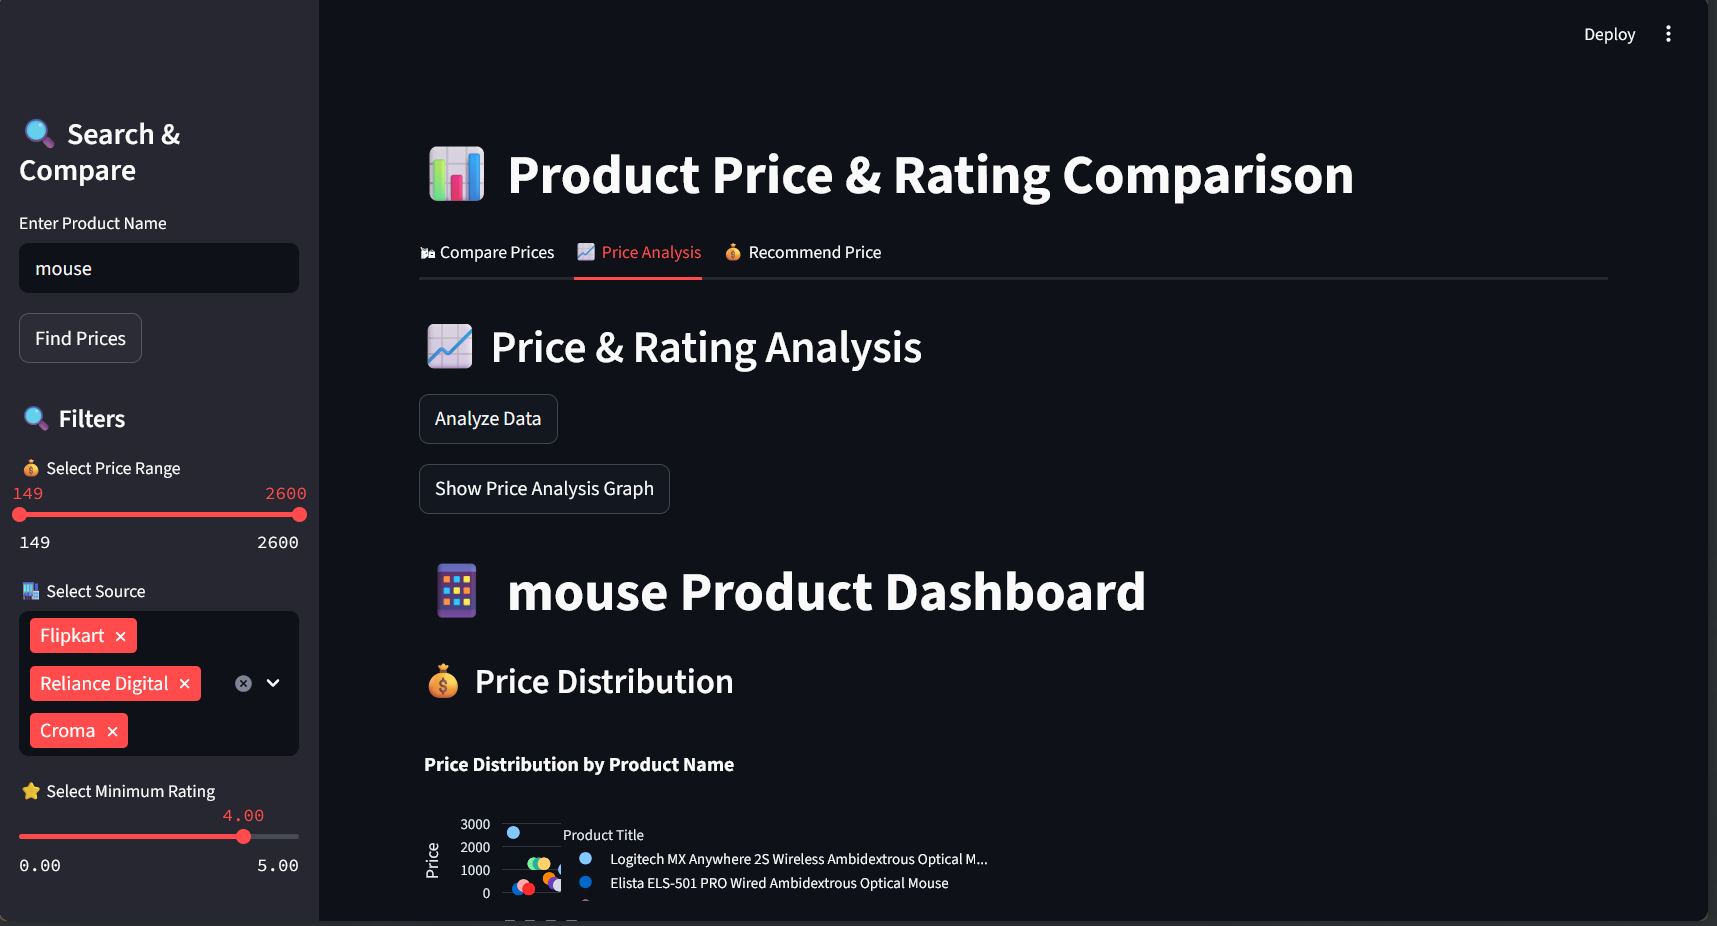 Deploy
Search &
Compare
Enter Product Name
mouse
Find Prices
Filters
Select Price Range
149 2600
149 2600
Select Source
Flipkart ×
Reliance Digital ×
Croma ×
Select Minimum Rating
4.00
0.00 5.00
Product Price & Rating Comparison
Compare Prices Price Analysis Recommend Price
Price & Rating Analysis
Analyze Data
Show Price Analysis Graph
mouse Product Dashboard
Price Distribution
Price Distribution by Product Name
Price
3000
2000
1000
0
Product Title
Logitech MX Anywhere 2S Wireless Ambidextrous Optical M...
Elista ELS-501 PRO Wired Ambidextrous Optical Mouse